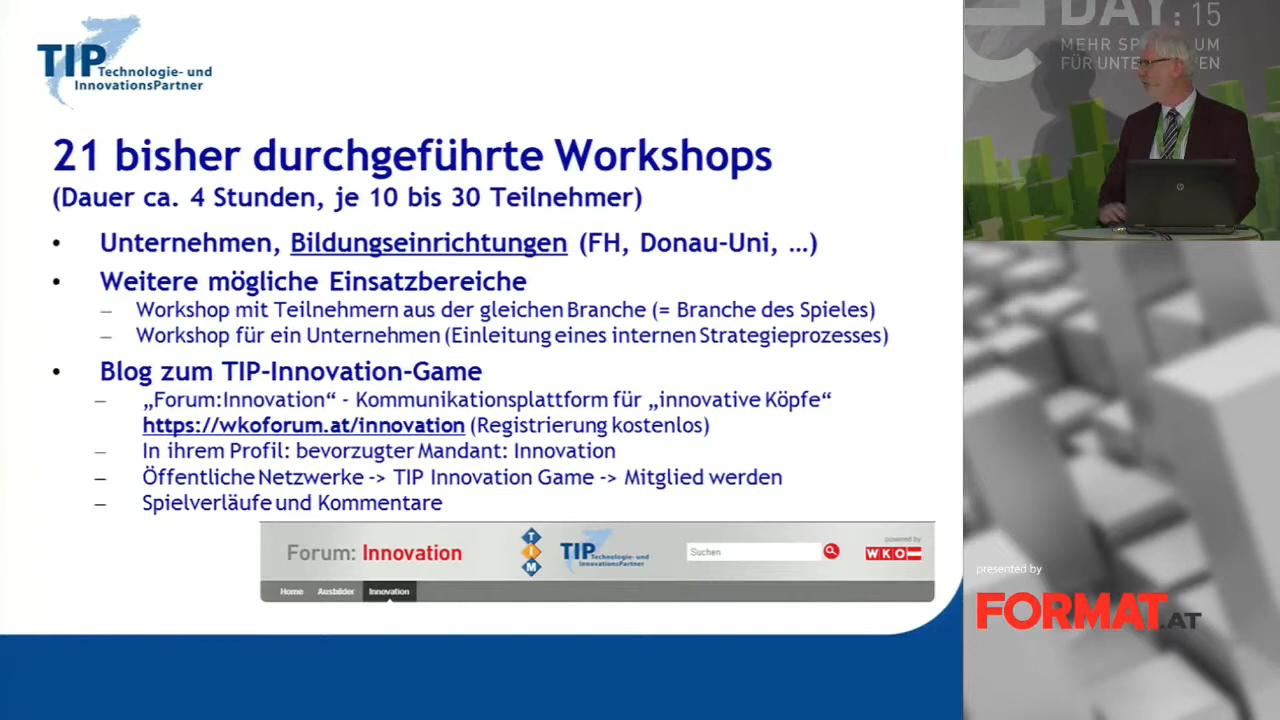 TIP Technologie- und
InnovationsPartner
21 bisher durchgeführte Workshops
(Dauer ca. 4 Stunden, je 10 bis 30 Teilnehmer)
• Unternehmen, Bildungseinrichtungen (FH, Donau-Uni, …)
• Weitere mögliche Einsatzbereiche
– Workshop mit Teilnehmern aus der gleichen Branche (= Branche des Spieles)
– Workshop für ein Unternehmen (Einleitung eines internen Strategieprozesses)
• Blog zum TIP-Innovation-Game
– „Forum:Innovation“ - Kommunikationsplattform für „innovative Köpfe“
https://wkoforum.at/innovation (Registrierung kostenlos)
– In ihrem Profil: bevorzugter Mandant: Innovation
– Öffentliche Netzwerke -> TIP Innovation Game -> Mitglied werden
– Spielverläufe und Kommentare
Forum: Innovation
TIM
TIP Technologie- und
InnovationsPartner
Suchen
powered by
WKO
Home Ausbilder Innovation
DAY:15
MEHR SP UM
FÜR UNTE EN
hp
presented by
FORMAT.AT